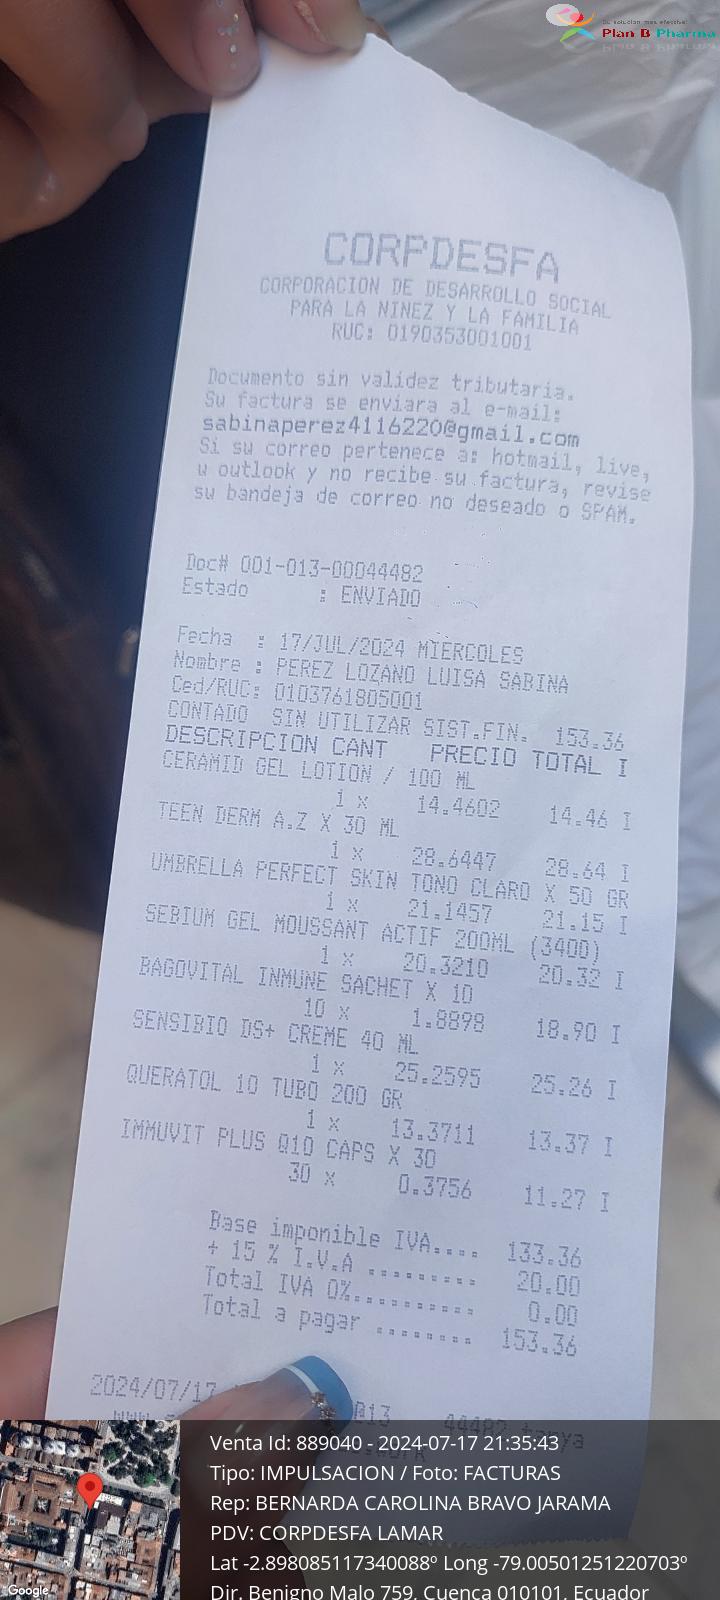 Su solucion mas efectiva!
Plan B Pharma
CORPDESFA
CORPORACION DE DESARROLLO SOCIAL
PARA LA NINEZ Y LA FAMILIA
RUC: 0190353001001
Documento sin validez tributaria.
Su factura se enviara al e-mail:
sabinaperez4116220@gmail.com
Si su correo pertenece a: hotmail, live,
u outlook y no recibe su factura, revise
su bandeja de correo no deseado o SPAM.
Doc# 001-013-00044482
Estado : ENVIADO
Fecha : 17/JUL/2024 MIERCOLES
Nombre : PEREZ LOZANO LUISA SABINA
Ced/RUC: 0103761805001
CONTADO SIN UTILIZAR SIST.FIN. 153.36
DESCRIPCION CANT PRECIO TOTAL I
CERAMID GEL LOTION / 100 ML
1 x 14.4602 14.46 I
TEEN DERM A.Z X 30 ML
1 x 28.6447 28.64 I
UMBRELLA PERFECT SKIN TONO CLARO X 50 GR
1 x 21.1457 21.15 I
SEBIUM GEL MOUSSANT ACTIF 200ML (3400)
1 x 20.3210 20.32 I
BAGOVITAL INMUNE SACHET X 10
10 x 1.8898 18.90 I
SENSIBIO DS+ CREME 40 ML
1 x 25.2595 25.26 I
QUERATOL 10 TUBO 200 GR
1 x 13.3711 13.37 I
IMMUVIT PLUS Q10 CAPS X 30
30 x 0.3756 11.27 I
Base imponible IVA.... 133.36
+ 15 % I.V.A ......... 20.00
Total IVA 0%.......... 0.00
Total a pagar ........ 153.36
2024/07/17 @13 44482 tanya
Venta Id: 889040 - 2024-07-17 21:35:43
Tipo: IMPULSACION / Foto: FACTURAS
Rep: BERNARDA CAROLINA BRAVO JARAMA
PDV: CORPDESFA LAMAR
Lat -2.898085117340088º Long -79.00501251220703º
Dir. Benigno Malo 759, Cuenca 010101, Ecuador
Google